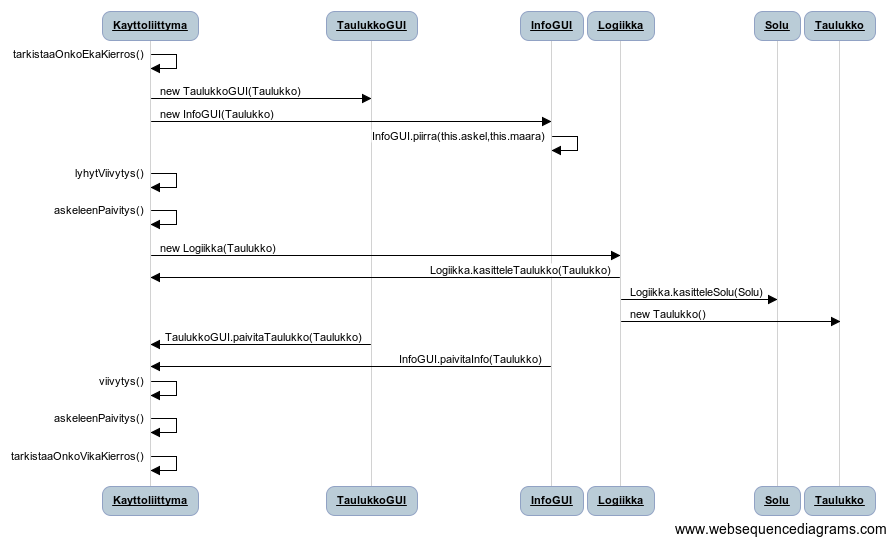 Kayttoliittyma TaulukkoGUI InfoGUI Logiikka Solu Taulukko
tarkistaaOnkoEkaKierros()
new TaulukkoGUI(Taulukko)
new InfoGUI(Taulukko)
InfoGUI.piirra(this.askel,this.maara)
lyhytViivytys()
askeleenPaivitys()
new Logiikka(Taulukko)
Logiikka.kasitteleTaulukko(Taulukko)
Logiikka.kasitteleSolu(Solu)
new Taulukko()
TaulukkoGUI.paivitaTaulukko(Taulukko)
InfoGUI.paivitaInfo(Taulukko)
viivytys()
askeleenPaivitys()
tarkistaaOnkoVikaKierros()
Kayttoliittyma TaulukkoGUI InfoGUI Logiikka Solu Taulukko
www.websequencediagrams.com